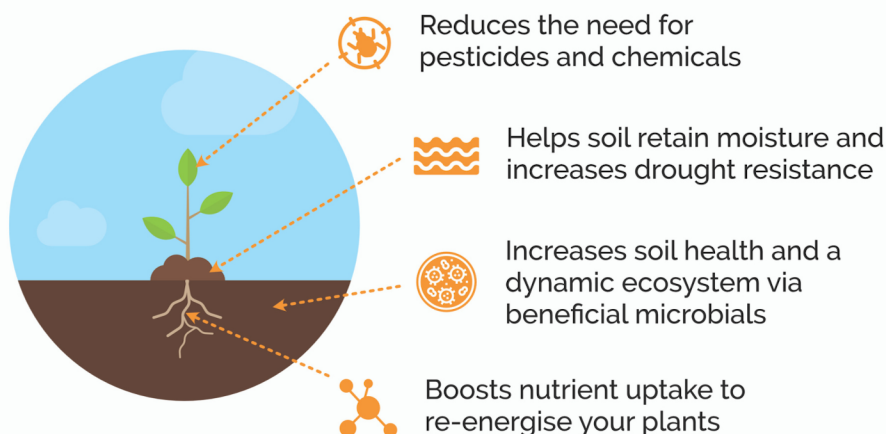 Reduces the need for
pesticides and chemicals
Helps soil retain moisture and
increases drought resistance
Increases soil health and a
dynamic ecosystem via
beneficial microbials
Boosts nutrient uptake to
re-energise your plants